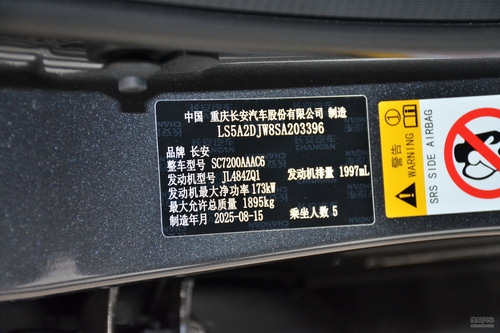 中国 重庆长安汽车股份有限公司 制造
LS5A2DJW8SA203396
品牌 长安
整车型号 SC7200AAAC6
发动机型号 JL484ZQ1 发动机排量 1997mL
发动机最大净功率 173kW
最大允许总质量 1895kg
制造年月 2025-08-15 乘坐人数 5
警告
WARNING
SRS SIDE AIRBAG